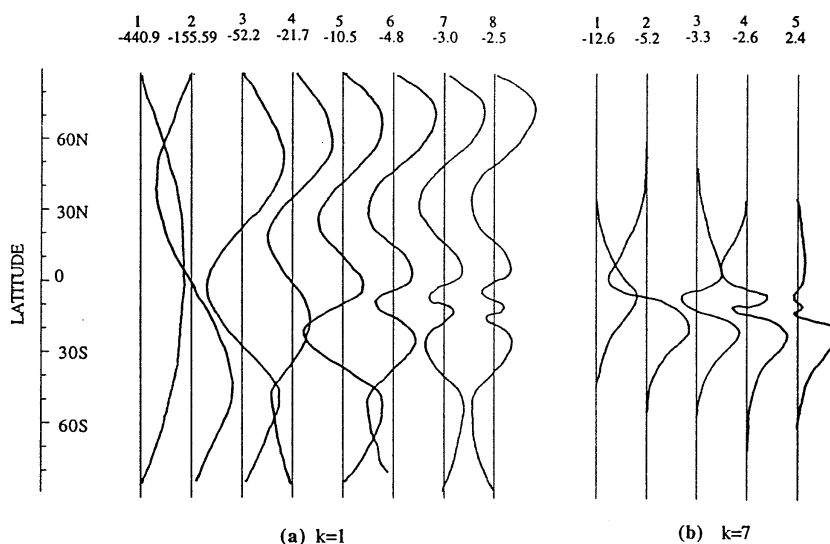 1 2 3 4 5 6 7 8
-440.9 -155.59 -52.2 -21.7 -10.5 -4.8 -3.0 -2.5
1 2 3 4 5
-12.6 -5.2 -3.3 -2.6 2.4
LATITUDE
60N
30N
0
30S
60S
(a) k=1
(b) k=7